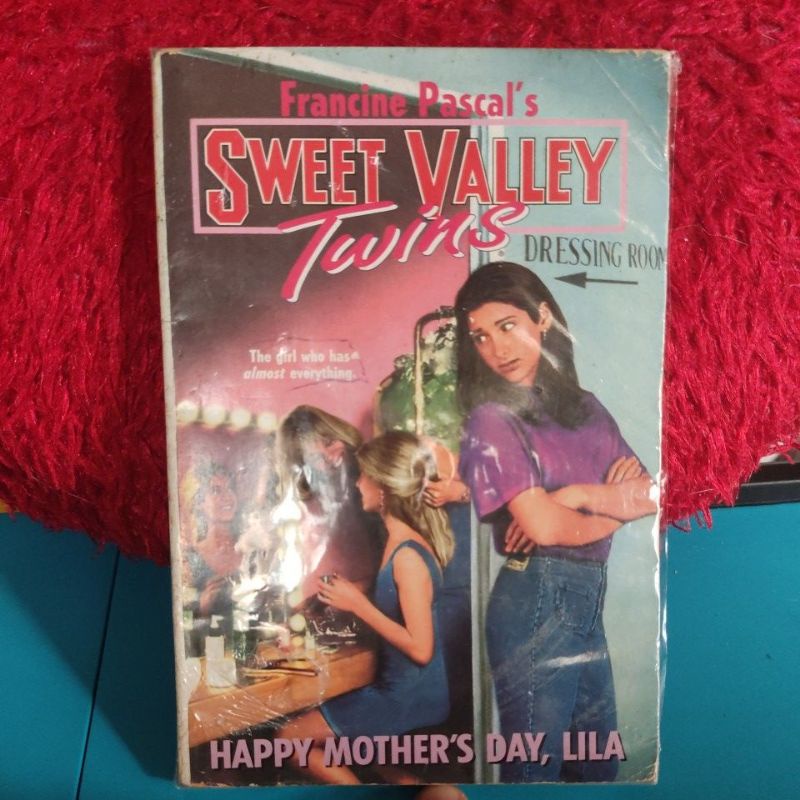 Francine Pascal's
SWEET VALLEY
Twins
DRESSING ROOM
The girl who has
almost everything.
HAPPY MOTHER'S DAY, LILA